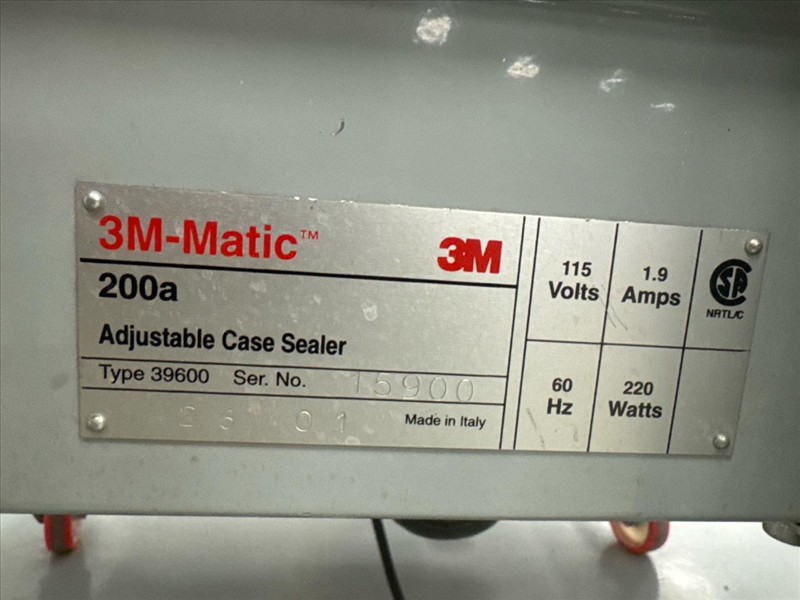 3M-Matic™
3M
200a
Adjustable Case Sealer
Type 39600 Ser. No. 15900
01 Made in Italy
115 Volts
1.9 Amps
NRTL/C
60 Hz
220 Watts